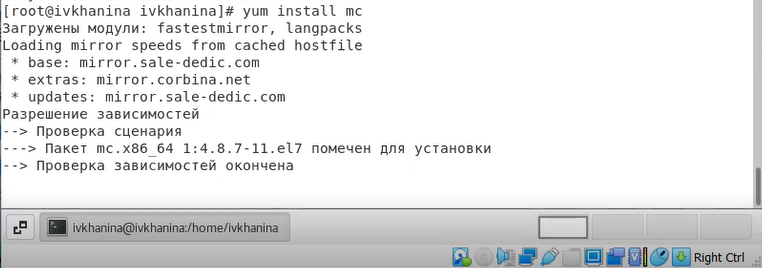 [root@ivkhanina ivkhanina]# yum install mc
Загружены модули: fastestmirror, langpacks
Loading mirror speeds from cached hostfile
 * base: mirror.sale-dedic.com
 * extras: mirror.corbina.net
 * updates: mirror.sale-dedic.com
Разрешение зависимостей
--> Проверка сценария
---> Пакет mc.x86_64 1:4.8.7-11.el7 помечен для установки
--> Проверка зависимостей окончена
ivkhanina@ivkhanina:/home/ivkhanina
Right Ctrl